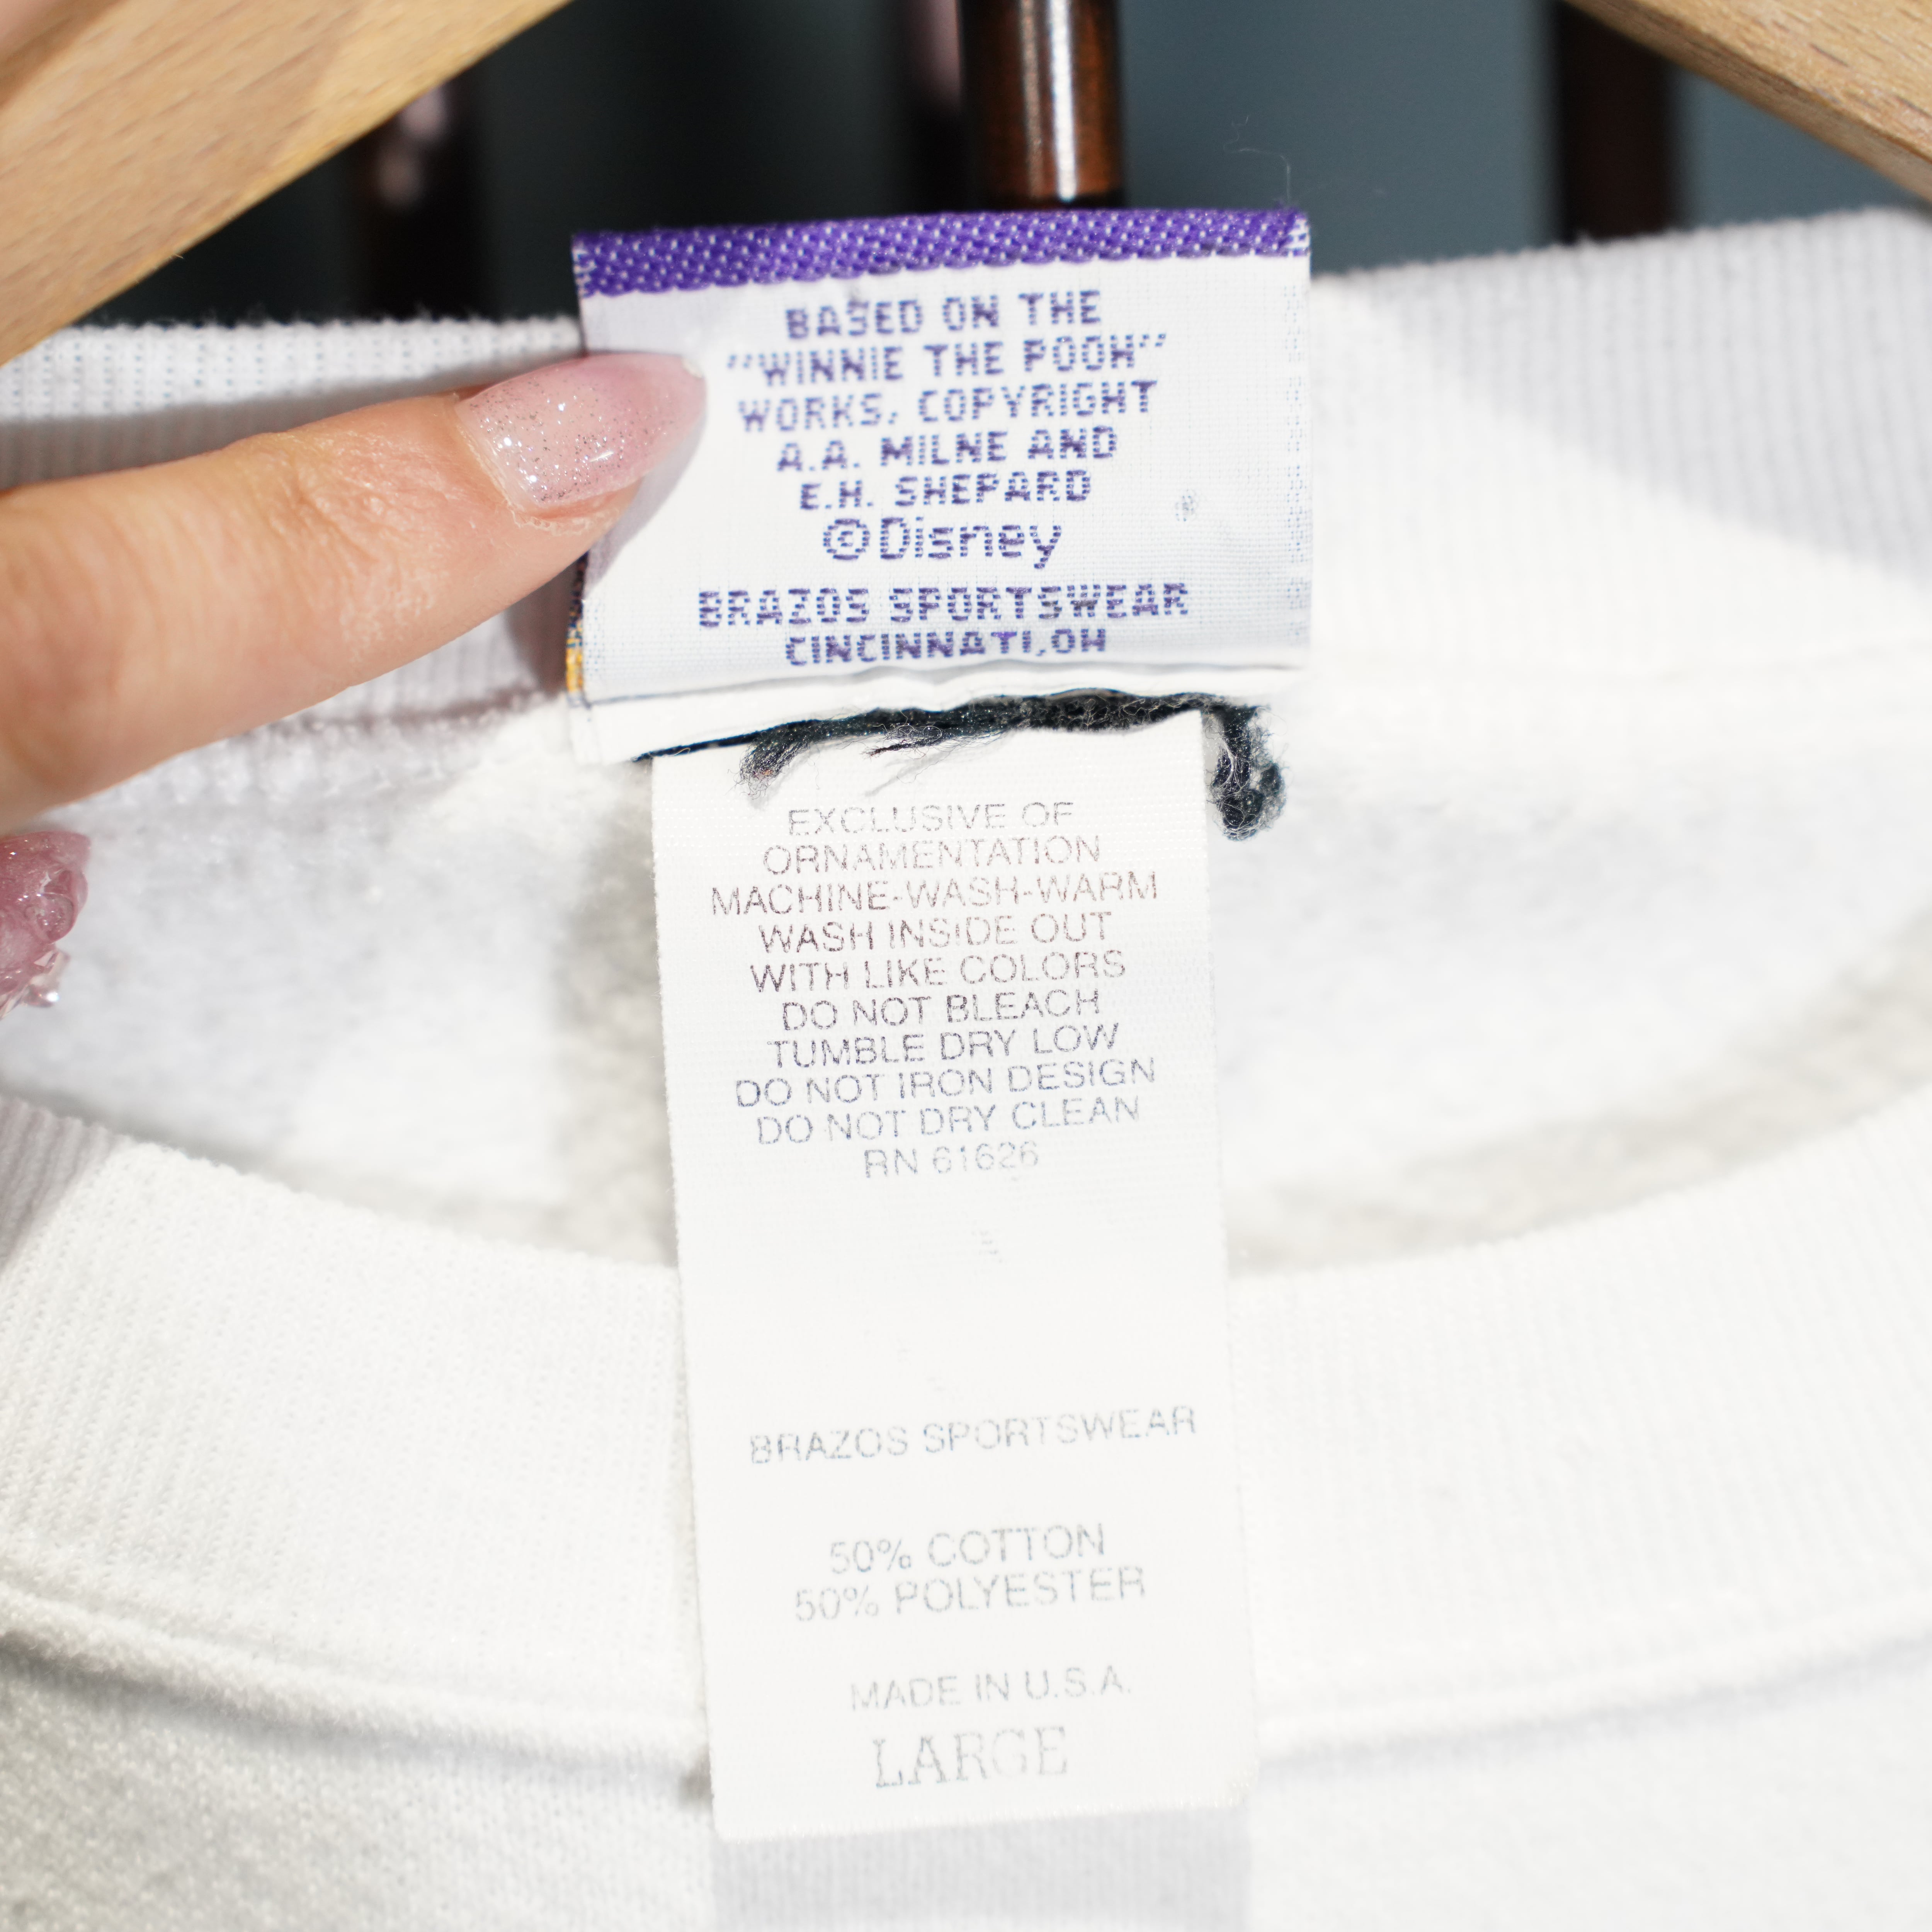 BASED ON THE
"WINNIE THE POOH"
WORKS, COPYRIGHT
A.A. MILNE AND
E.H. SHEPARD
©Disney
BRAZOS SPORTSWEAR
CINCINNATI, OH
EXCLUSIVE OF
ORNAMENTATION
MACHINE-WASH-WARM
WASH INSIDE OUT
WITH LIKE COLORS
DO NOT BLEACH
TUMBLE DRY LOW
DO NOT IRON DESIGN
DO NOT DRY CLEAN
RN 61626
BRAZOS SPORTSWEAR
50% COTTON
50% POLYESTER
MADE IN U.S.A.
LARGE